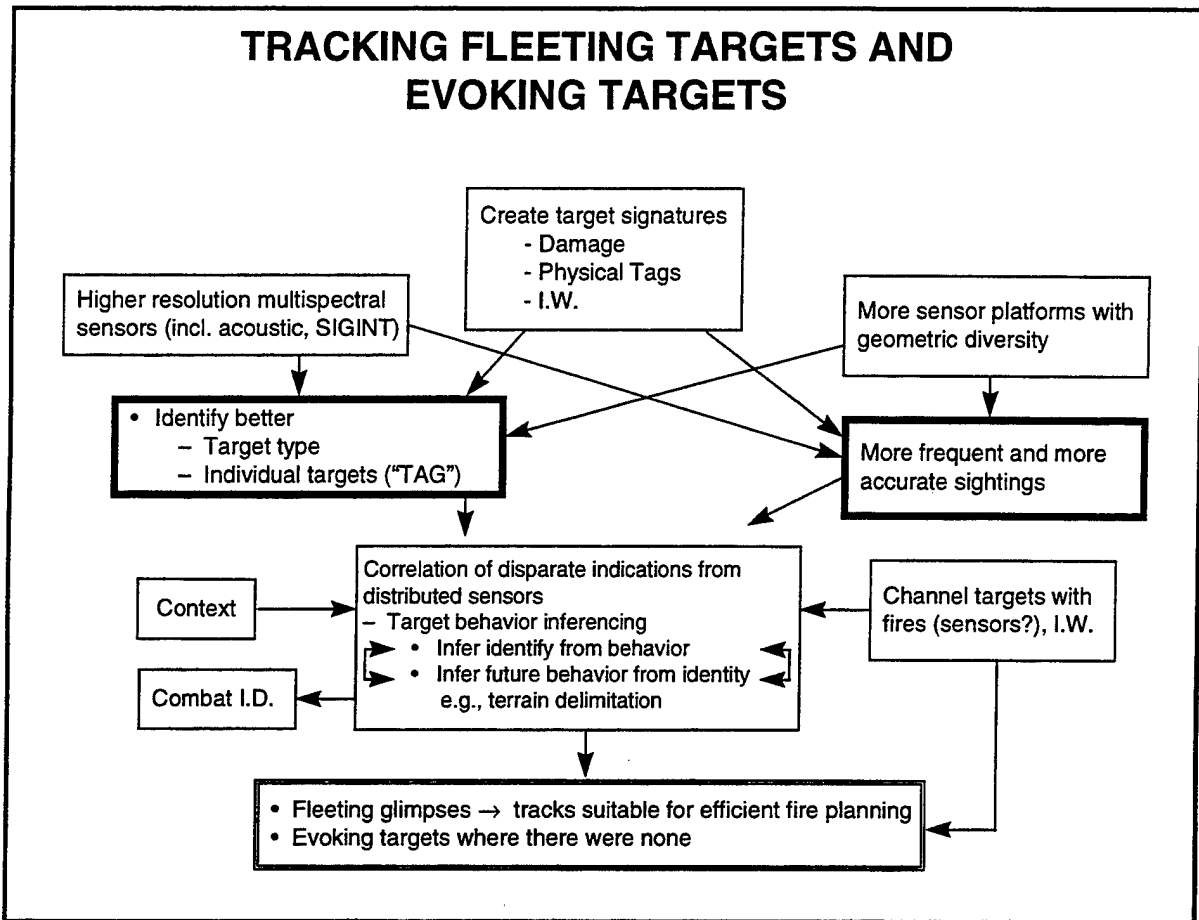 TRACKING FLEETING TARGETS AND
EVOKING TARGETS
Create target signatures
- Damage
- Physical Tags
- I.W.
Higher resolution multispectral
sensors (incl. acoustic, SIGINT)
More sensor platforms with
geometric diversity
• Identify better
– Target type
– Individual targets ("TAG")
More frequent and more
accurate sightings
Correlation of disparate indications from
distributed sensors
– Target behavior inferencing
• Infer identify from behavior
• Infer future behavior from identity
e.g., terrain delimitation
Context
Combat I.D.
Channel targets with
fires (sensors?), I.W.
• Fleeting glimpses → tracks suitable for efficient fire planning
• Evoking targets where there were none